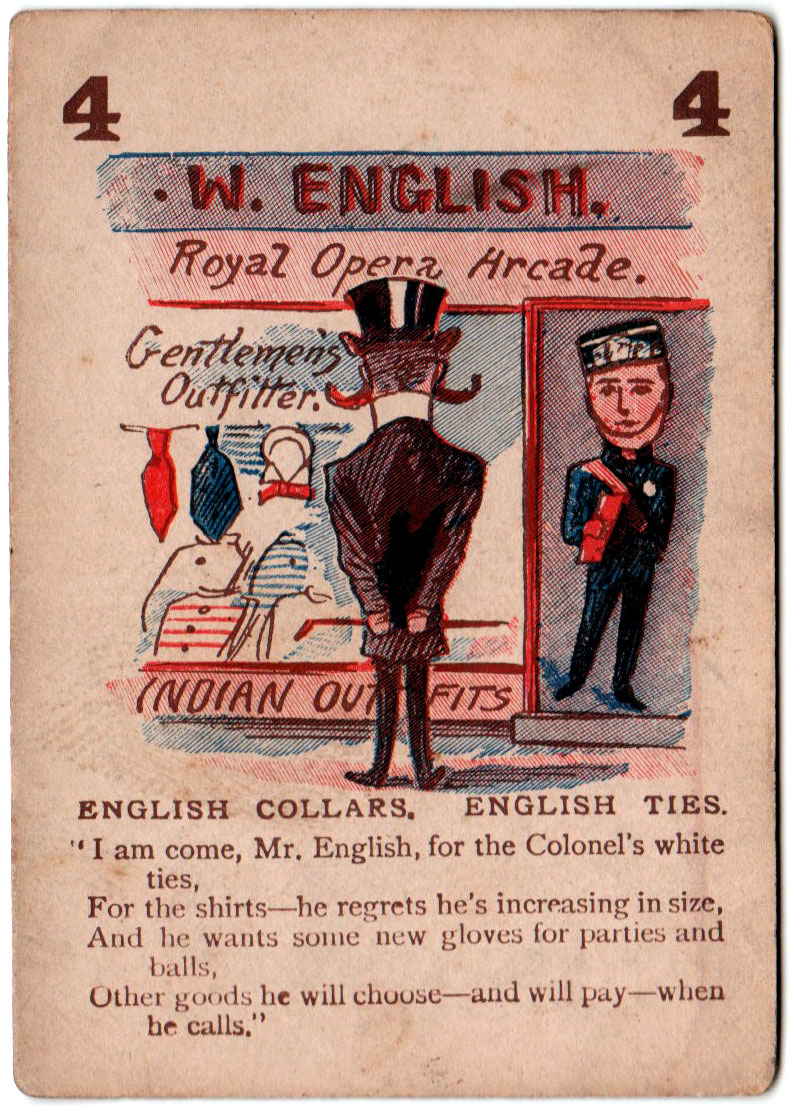 4 4
W. ENGLISH.
Royal Opera Arcade.
Gentlemen's
Outfitter.
INDIAN OUTFITS
ENGLISH COLLARS. ENGLISH TIES.
"I am come, Mr. English, for the Colonel's white
ties,
For the shirts—he regrets he's increasing in size,
And he wants some new gloves for parties and
balls,
Other goods he will choose—and will pay—when
he calls."